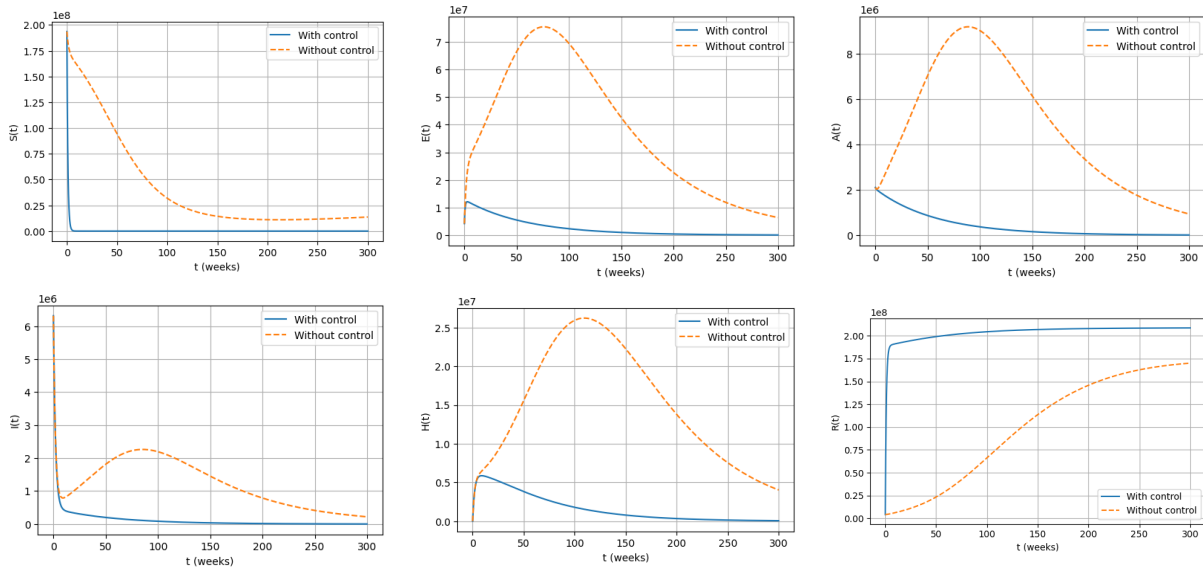 1e8
2.00
1.75
1.50
1.25
1.00
0.75
0.50
0.25
0.00
S(t)
0 50 100 150 200 250 300
t (weeks)
With control
Without control
1e7
7
6
5
4
3
2
1
0
E(t)
0 50 100 150 200 250 300
t (weeks)
With control
Without control
1e6
8
6
4
2
0
A(t)
0 50 100 150 200 250 300
t (weeks)
With control
Without control
1e6
6
5
4
3
2
1
0
I(t)
0 50 100 150 200 250 300
t (weeks)
With control
Without control
1e7
2.5
2.0
1.5
1.0
0.5
0.0
H(t)
0 50 100 150 200 250 300
t (weeks)
With control
Without control
1e8
2.00
1.75
1.50
1.25
1.00
0.75
0.50
0.25
0.00
R(t)
0 50 100 150 200 250 300
t (weeks)
With control
Without control